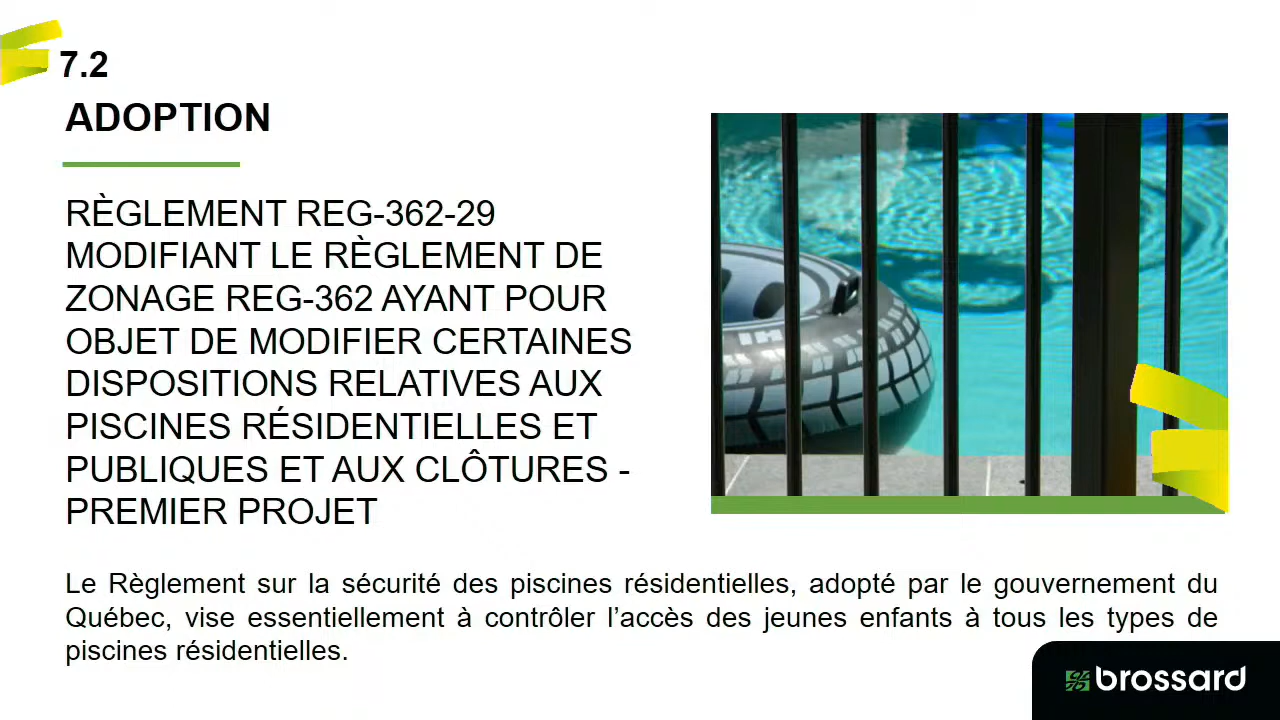 7.2
ADOPTION
RÈGLEMENT REG-362-29
MODIFIANT LE RÈGLEMENT DE
ZONAGE REG-362 AYANT POUR
OBJET DE MODIFIER CERTAINES
DISPOSITIONS RELATIVES AUX
PISCINES RÉSIDENTIELLES ET
PUBLIQUES ET AUX CLÔTURES -
PREMIER PROJET
Le Règlement sur la sécurité des piscines résidentielles, adopté par le gouvernement du
Québec, vise essentiellement à contrôler l’accès des jeunes enfants à tous les types de
piscines résidentielles.
brossard